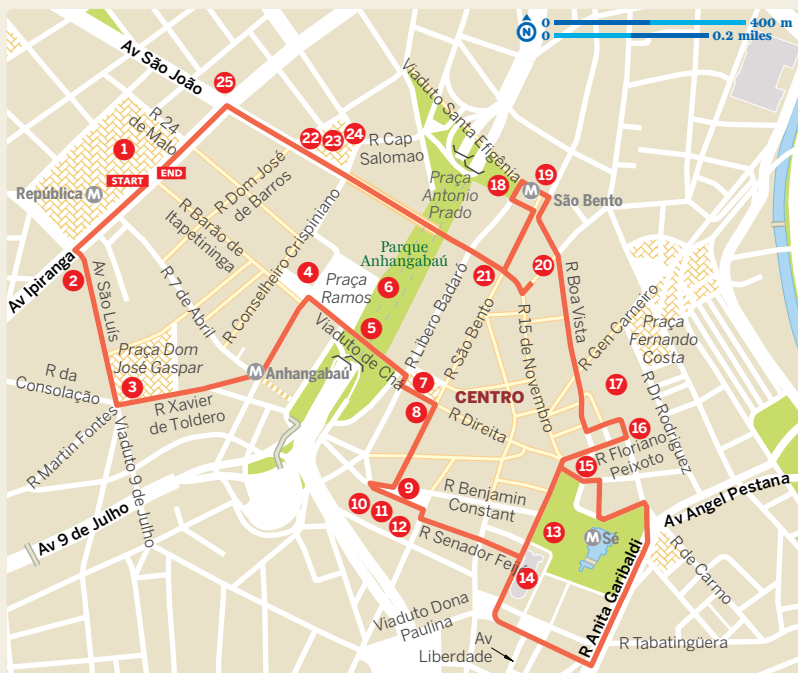 0 400 m
N
0 0.2 miles
Av São João
25
Viaduto Santa Efigênia
R 24
de Maio
1
22 23 24
R Cap
Salomao
START
END
República M
R Dom José
de Barros
Praça
Antonio
Prado
18
19
M
São Bento
R Barão de
Itapetininga
R Conselheiro Crispiniano
Parque
Anhangabaú
Av Ipiranga
2
Av São Luís
R 7 de Abril
4
Praça
Ramos
6
5
R Libero Badaró
21
R São Bento
20
R Boa Vista
R 15 de Novembro
R Gen Carneiro
Praça
Fernando
Costa
Praça Dom
José Gaspar
R da
Consolação
3
M Anhangabaú
Viaduto de Chá
7
CENTRO
8
R Direita
17
R Dr Rodriguez
16
R Xavier
de Toldero
R Martin Fontes
Viaduto 9 de Julho
15
R Floriano
Peixoto
R Benjamin
Constant
9
10
11
12
Av 9 de Julho
R Senador Feijó
13
M Sé
Av Angel Pestana
14
R Anita Garibaldi
R de Carmo
Viaduto Dona
Paulina
Av
Liberdade
R Tabatingüera